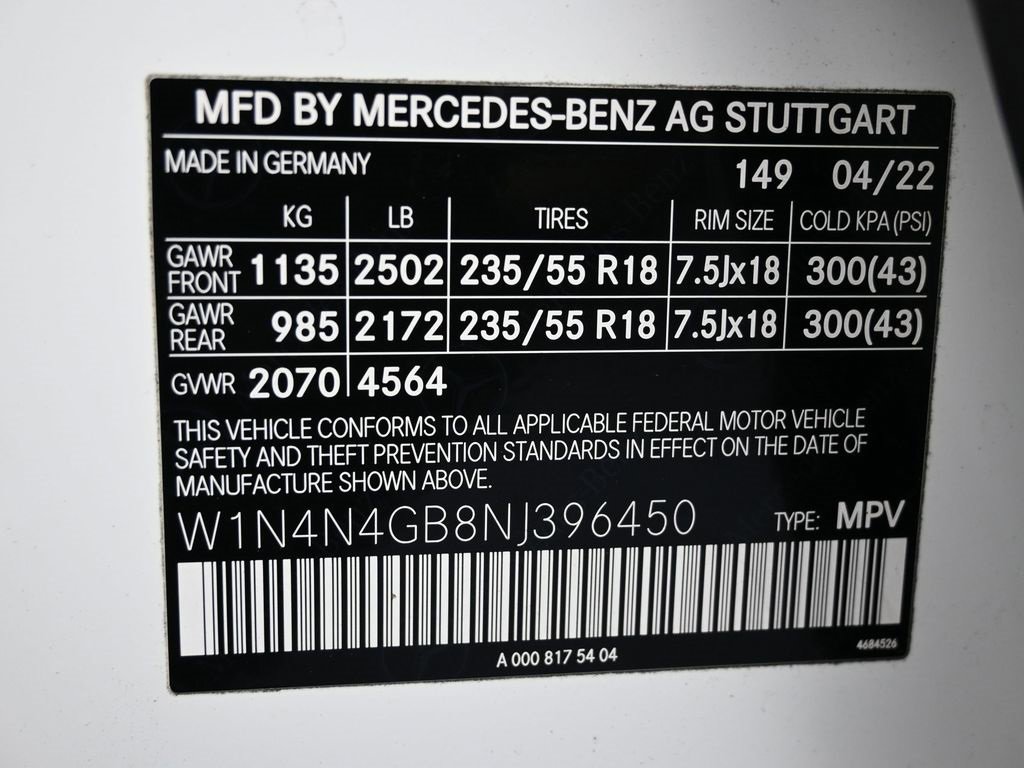 MFD BY MERCEDES-BENZ AG STUTTGART
MADE IN GERMANY 149 04/22
KG LB TIRES RIM SIZE COLD KPA (PSI)
GAWR FRONT 1135 2502 235/55 R18 7.5Jx18 300(43)
GAWR REAR 985 2172 235/55 R18 7.5Jx18 300(43)
GVWR 2070 4564
THIS VEHICLE CONFORMS TO ALL APPLICABLE FEDERAL MOTOR VEHICLE
SAFETY AND THEFT PREVENTION STANDARDS IN EFFECT ON THE DATE OF
MANUFACTURE SHOWN ABOVE.
W1N4N4GB8NJ396450 TYPE: MPV
A 000 817 54 04 4684526